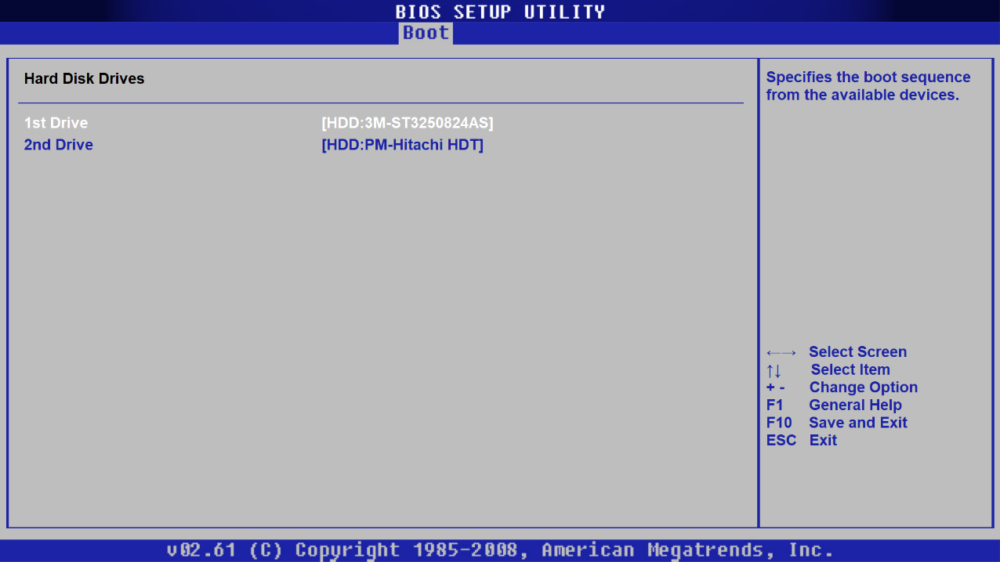 BIOS SETUP UTILITY
Boot
Hard Disk Drives
1st Drive [HDD:3M-ST3250824AS]
2nd Drive [HDD:PM-Hitachi HDT]
Specifies the boot sequence
from the available devices.
←→ Select Screen
↑↓ Select Item
+ - Change Option
F1 General Help
F10 Save and Exit
ESC Exit
v02.61 (C) Copyright 1985-2008, American Megatrends, Inc.